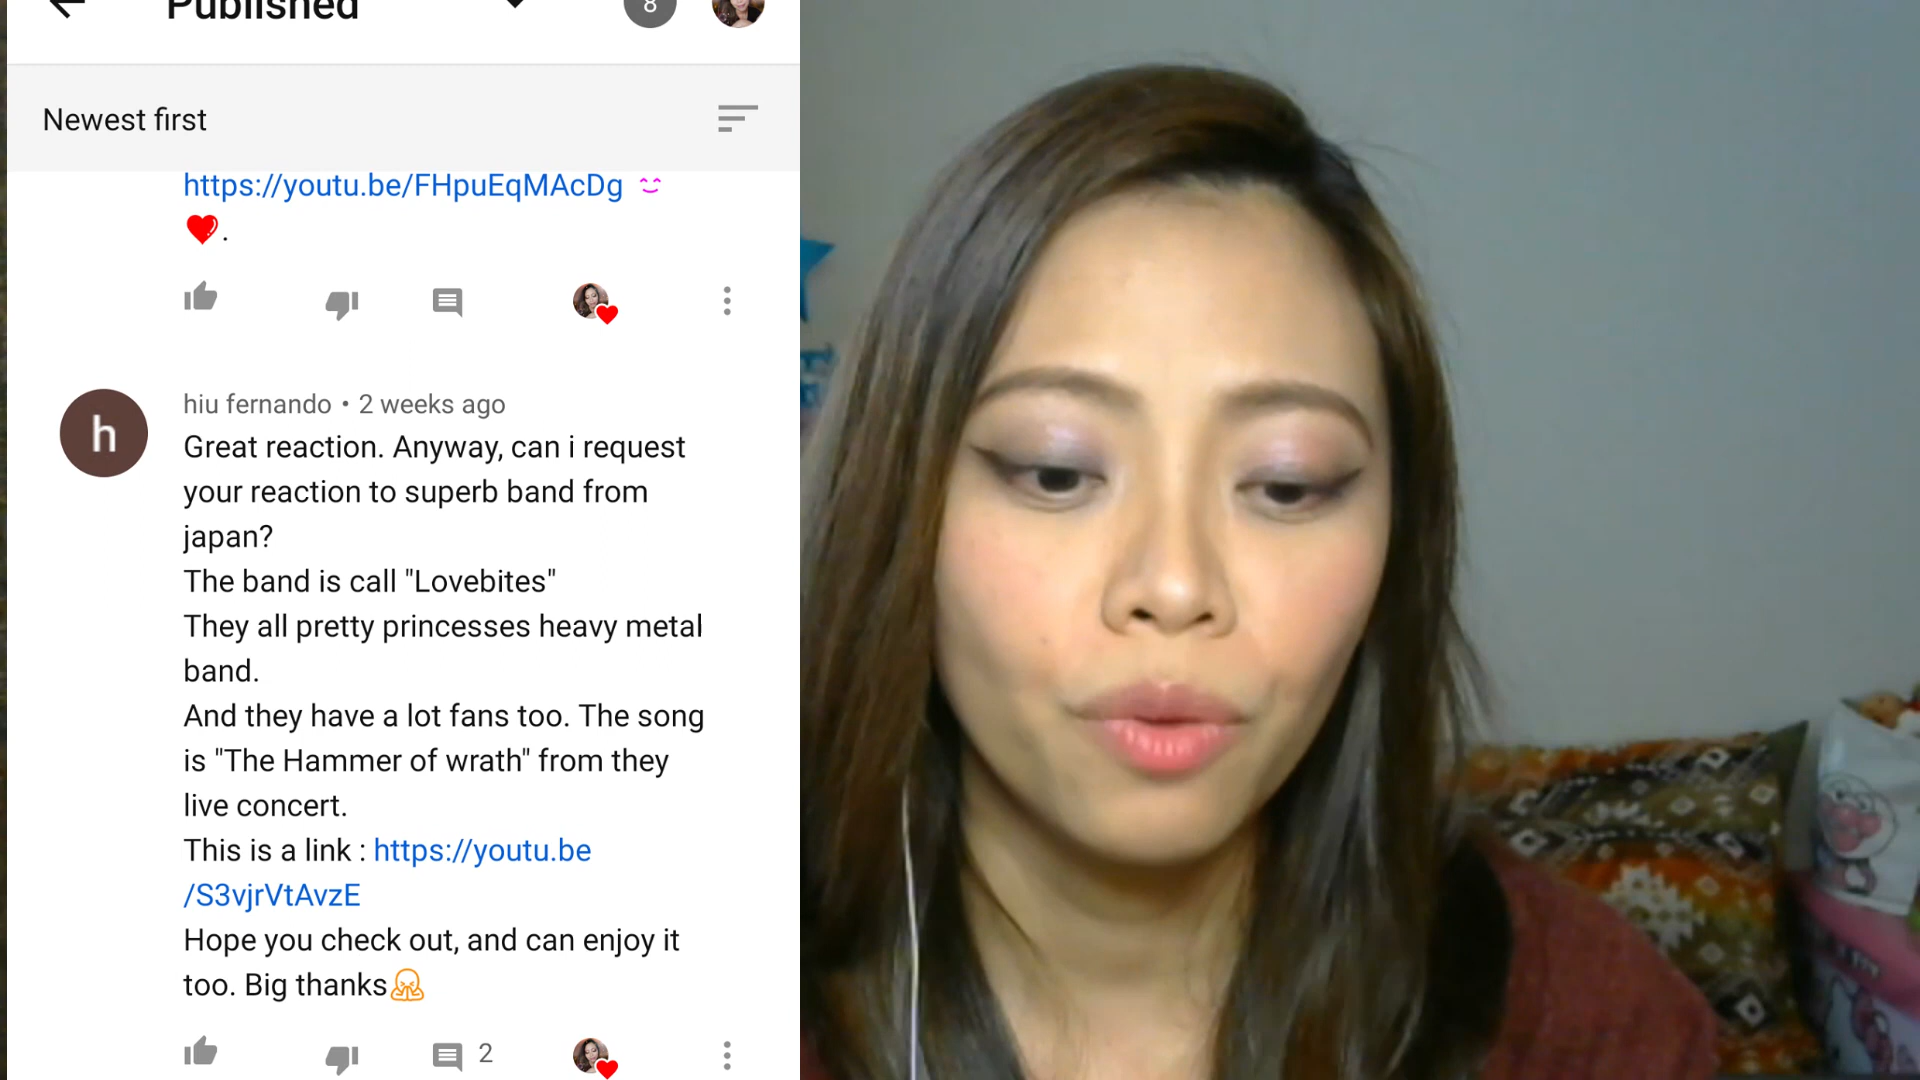 Published
8
Newest first
https://youtu.be/FHpuEqMAcDg
.
h
hiu fernando • 2 weeks ago
Great reaction. Anyway, can i request
your reaction to superb band from
japan?
The band is call "Lovebites"
They all pretty princesses heavy metal
band.
And they have a lot fans too. The song
is "The Hammer of wrath" from they
live concert.
This is a link : https://youtu.be
/S3vjrVtAvzE
Hope you check out, and can enjoy it
too. Big thanks
2